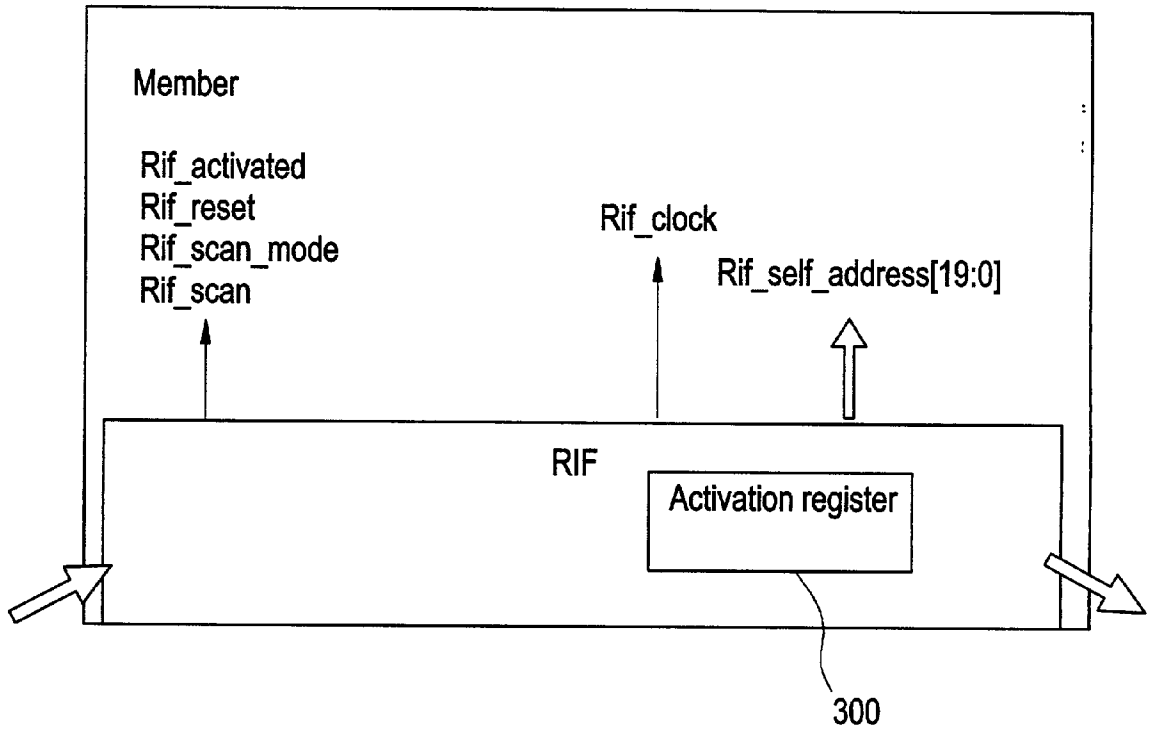 Member
Rif_activated
Rif_reset
Rif_scan_mode
Rif_scan
Rif_clock
Rif_self_address[19:0]
RIF
Activation register
300